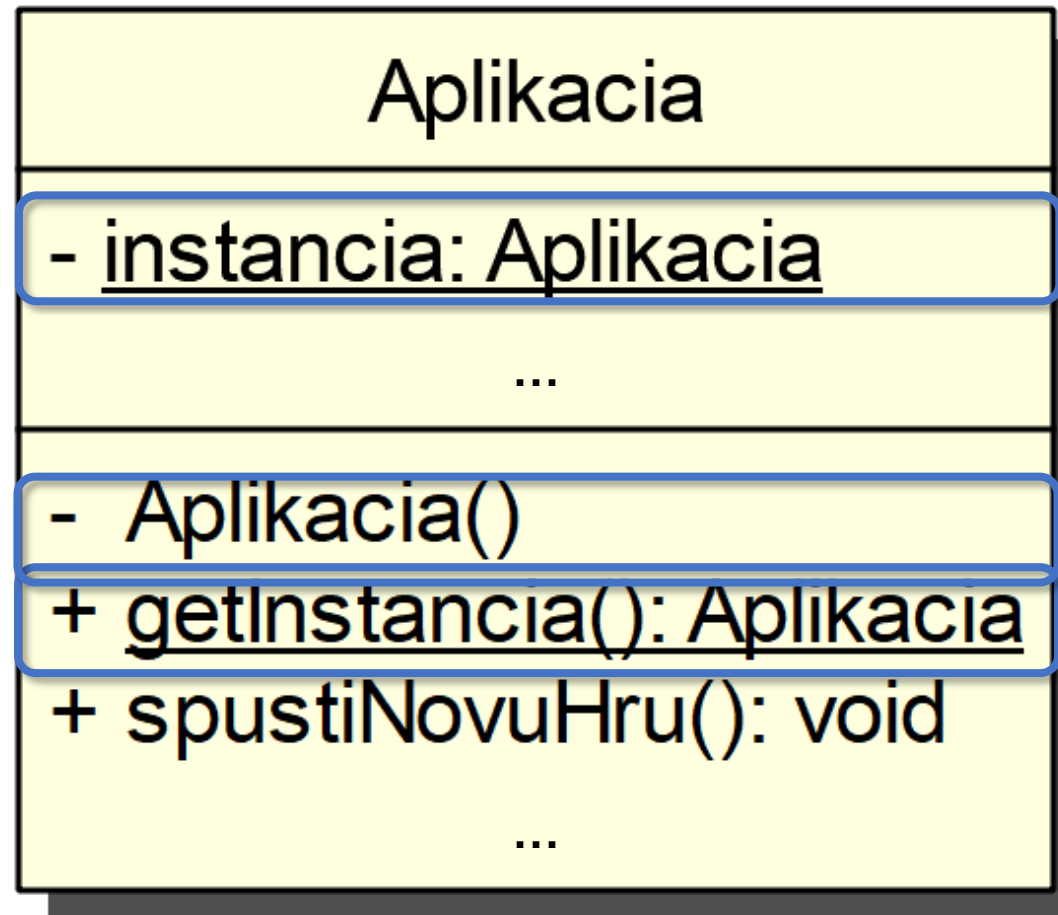 Aplikacia
- instancia: Aplikacia
...
- Aplikacia()
+ getInstancia(): Aplikacia
+ spustiNovuHru(): void
...